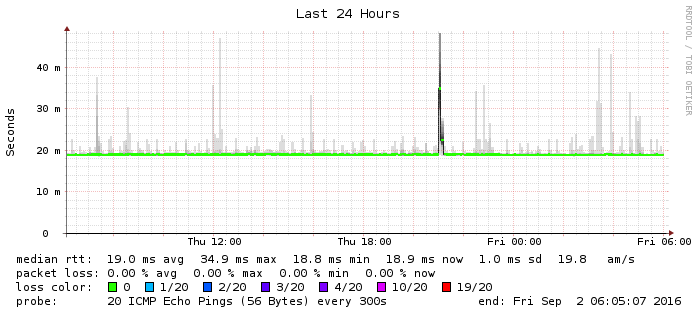 Last 24 Hours
RRDTOOL / TOBI OETIKER
Seconds
40 m
30 m
20 m
10 m
0
Thu 12:00 Thu 18:00 Fri 00:00 Fri 06:00
median rtt: 19.0 ms avg 34.9 ms max 18.8 ms min 18.9 ms now 1.0 ms sd 19.8 am/s
packet loss: 0.00 % avg 0.00 % max 0.00 % min 0.00 % now
loss color: 0 1/20 2/20 3/20 4/20 10/20 19/20
probe: 20 ICMP Echo Pings (56 Bytes) every 300s end: Fri Sep 2 06:05:07 2016